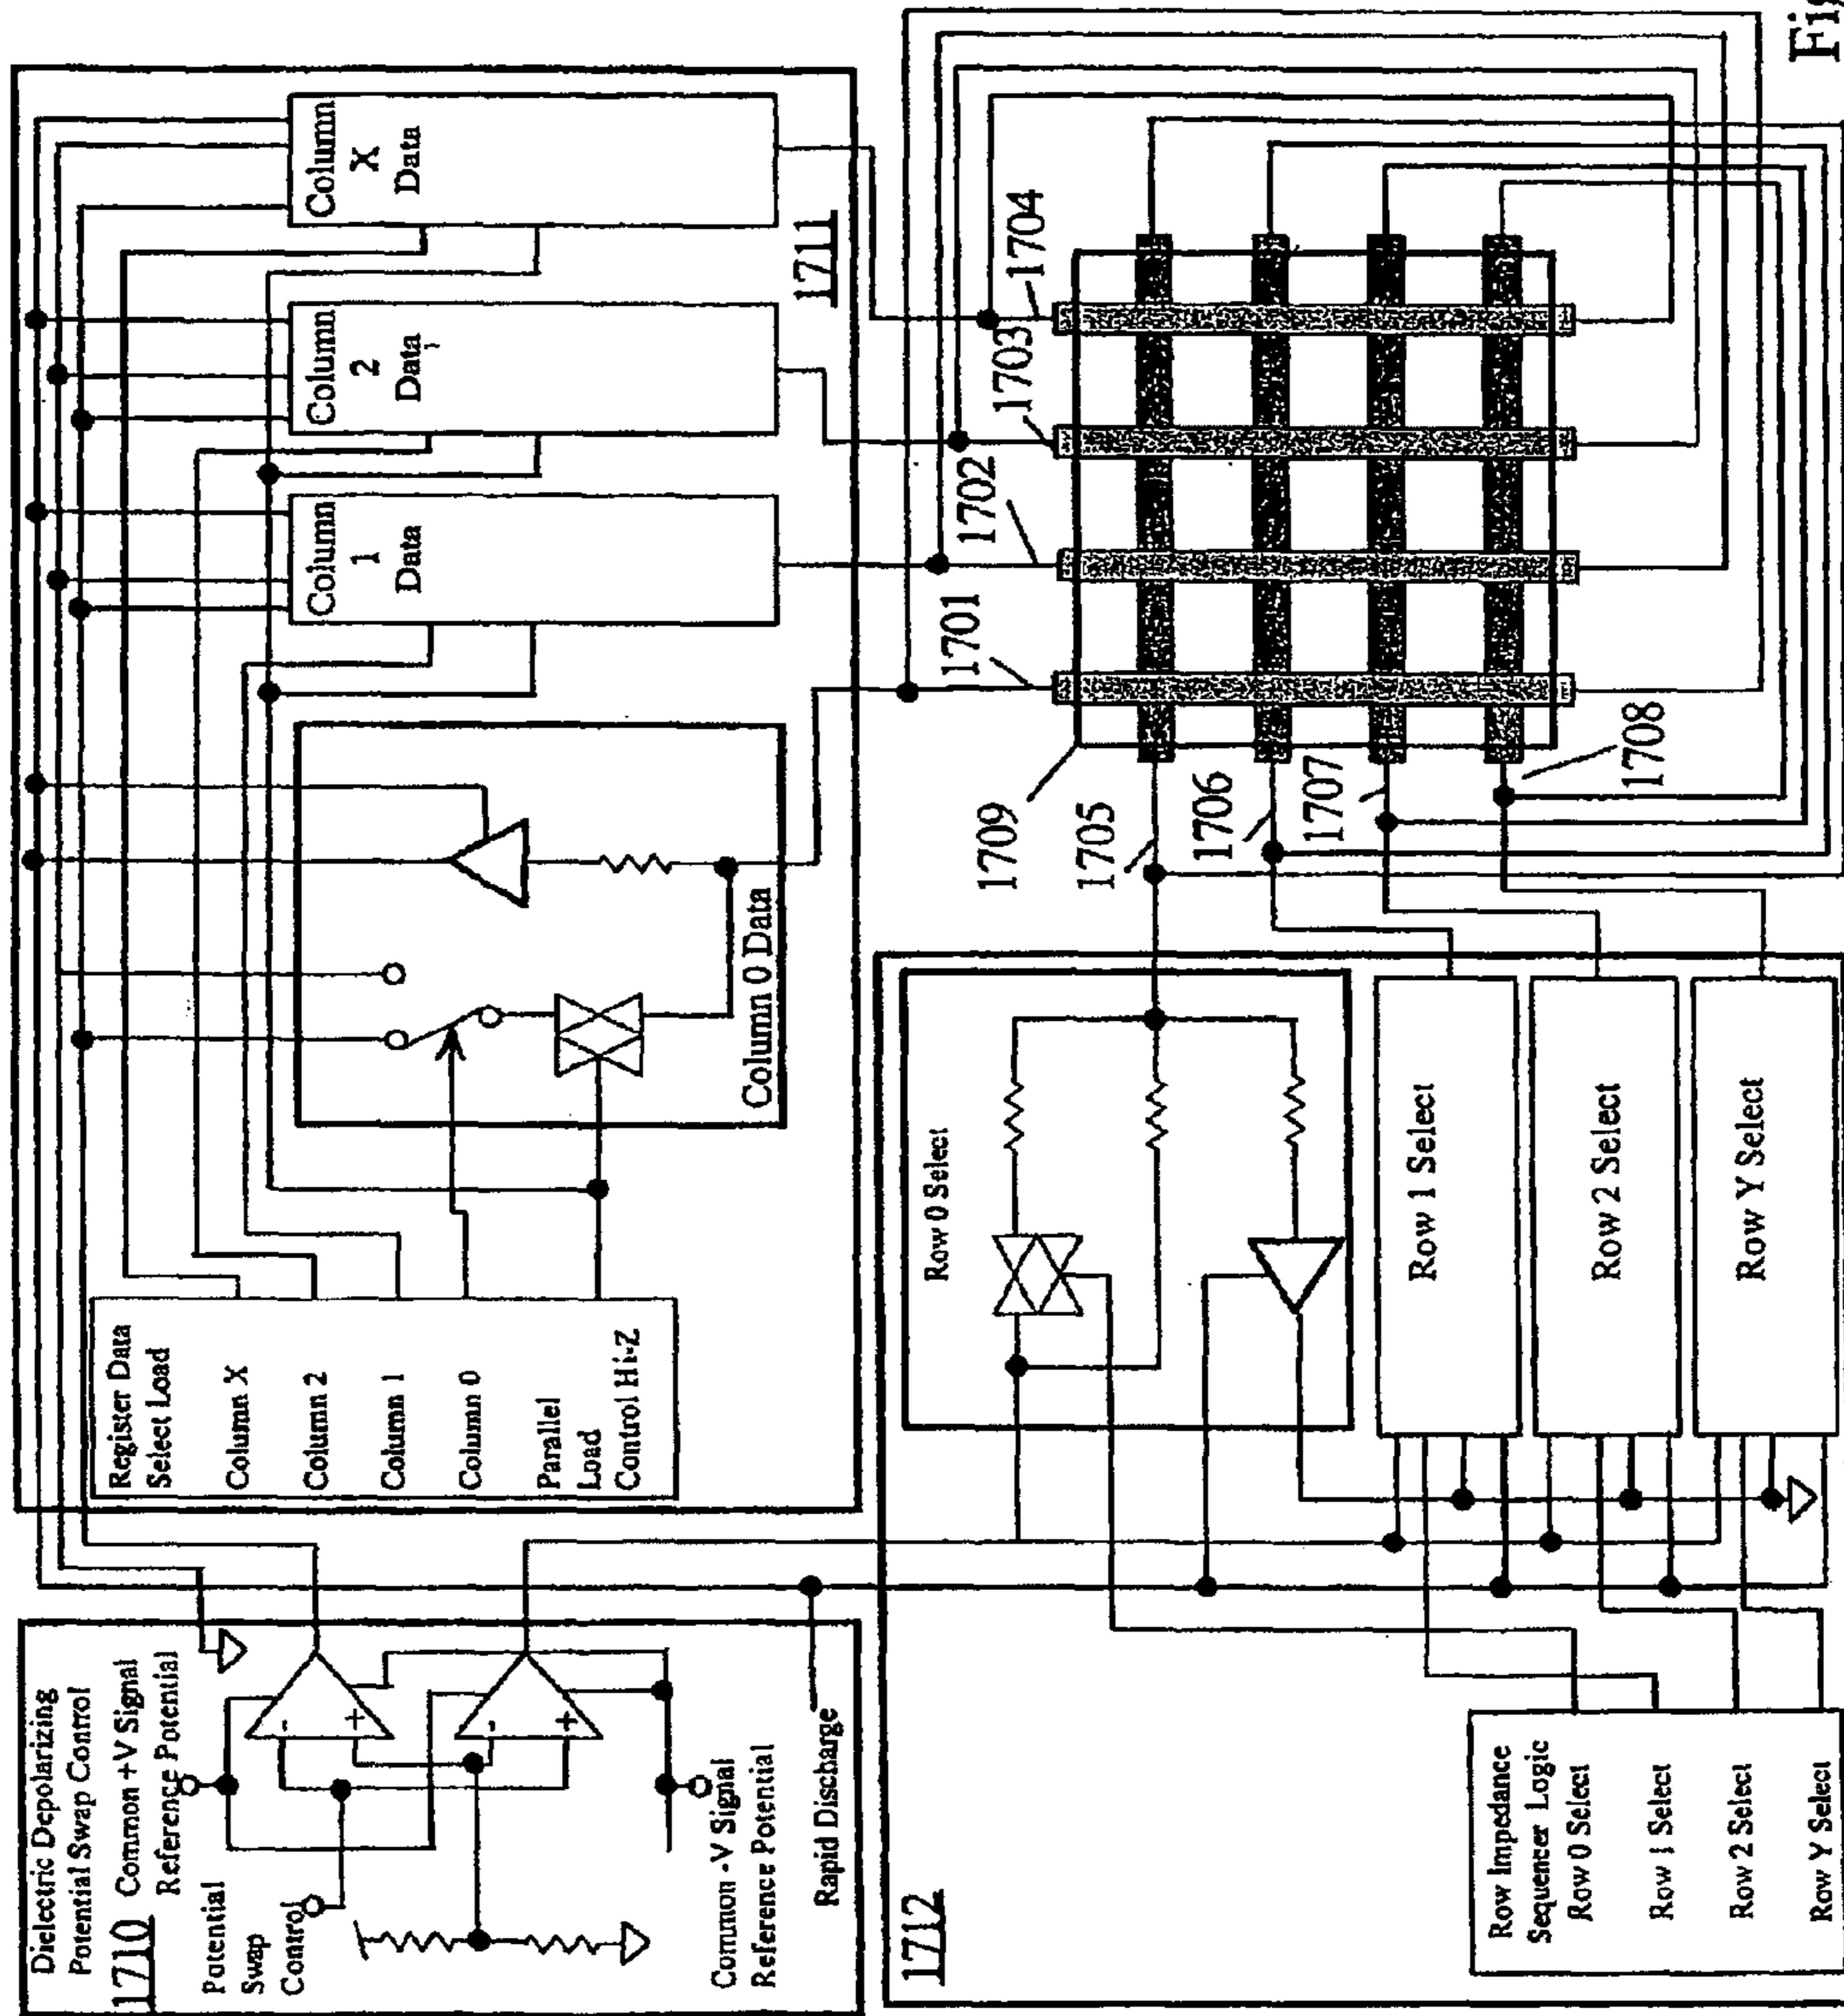 Dielectric Depolarizing
Potential Swap Control
1710
Common +V Signal
Reference Potential
Potential
Swap
Control
Common -V Signal
Reference Potential
Rapid Discharge
Register Data
Select Load
Column X
Column 2
Column 1
Column 0
Parallel
Load
Control Hi-Z
Column 0 Data
Column
1
Data
Column
2
Data
Column
X
Data
1711
1712
Row Impedance
Sequencer Logic
Row 0 Select
Row 1 Select
Row 2 Select
Row Y Select
Row 0 Select
Row 1 Select
Row 2 Select
Row Y Select
1701
1702
1703
1704
1709
1705
1706
1707
1708
-
+
-
+